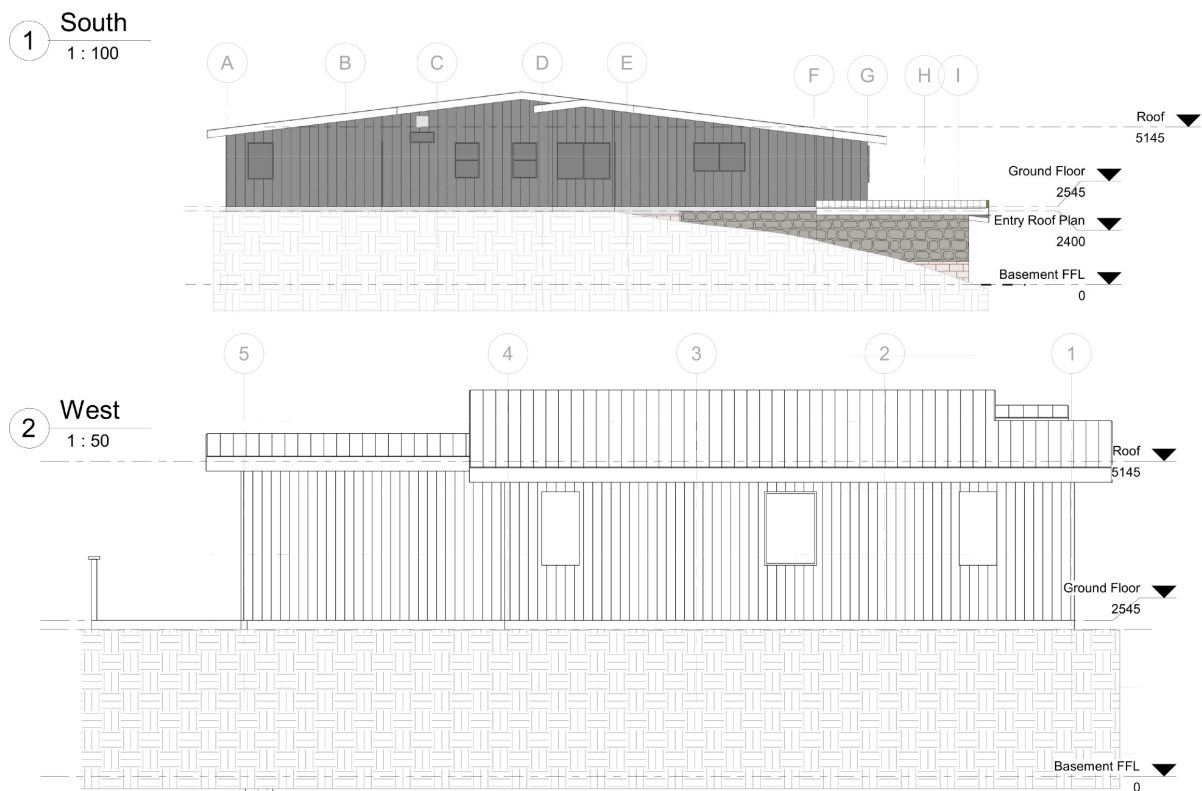 1 South
1 : 100
A B C D E F G H I
Roof
5145
Ground Floor
2545
Entry Roof Plan
2400
Basement FFL
0
5 4 3 2 1
2 West
1 : 50
Roof
5145
Ground Floor
2545
Basement FFL
0